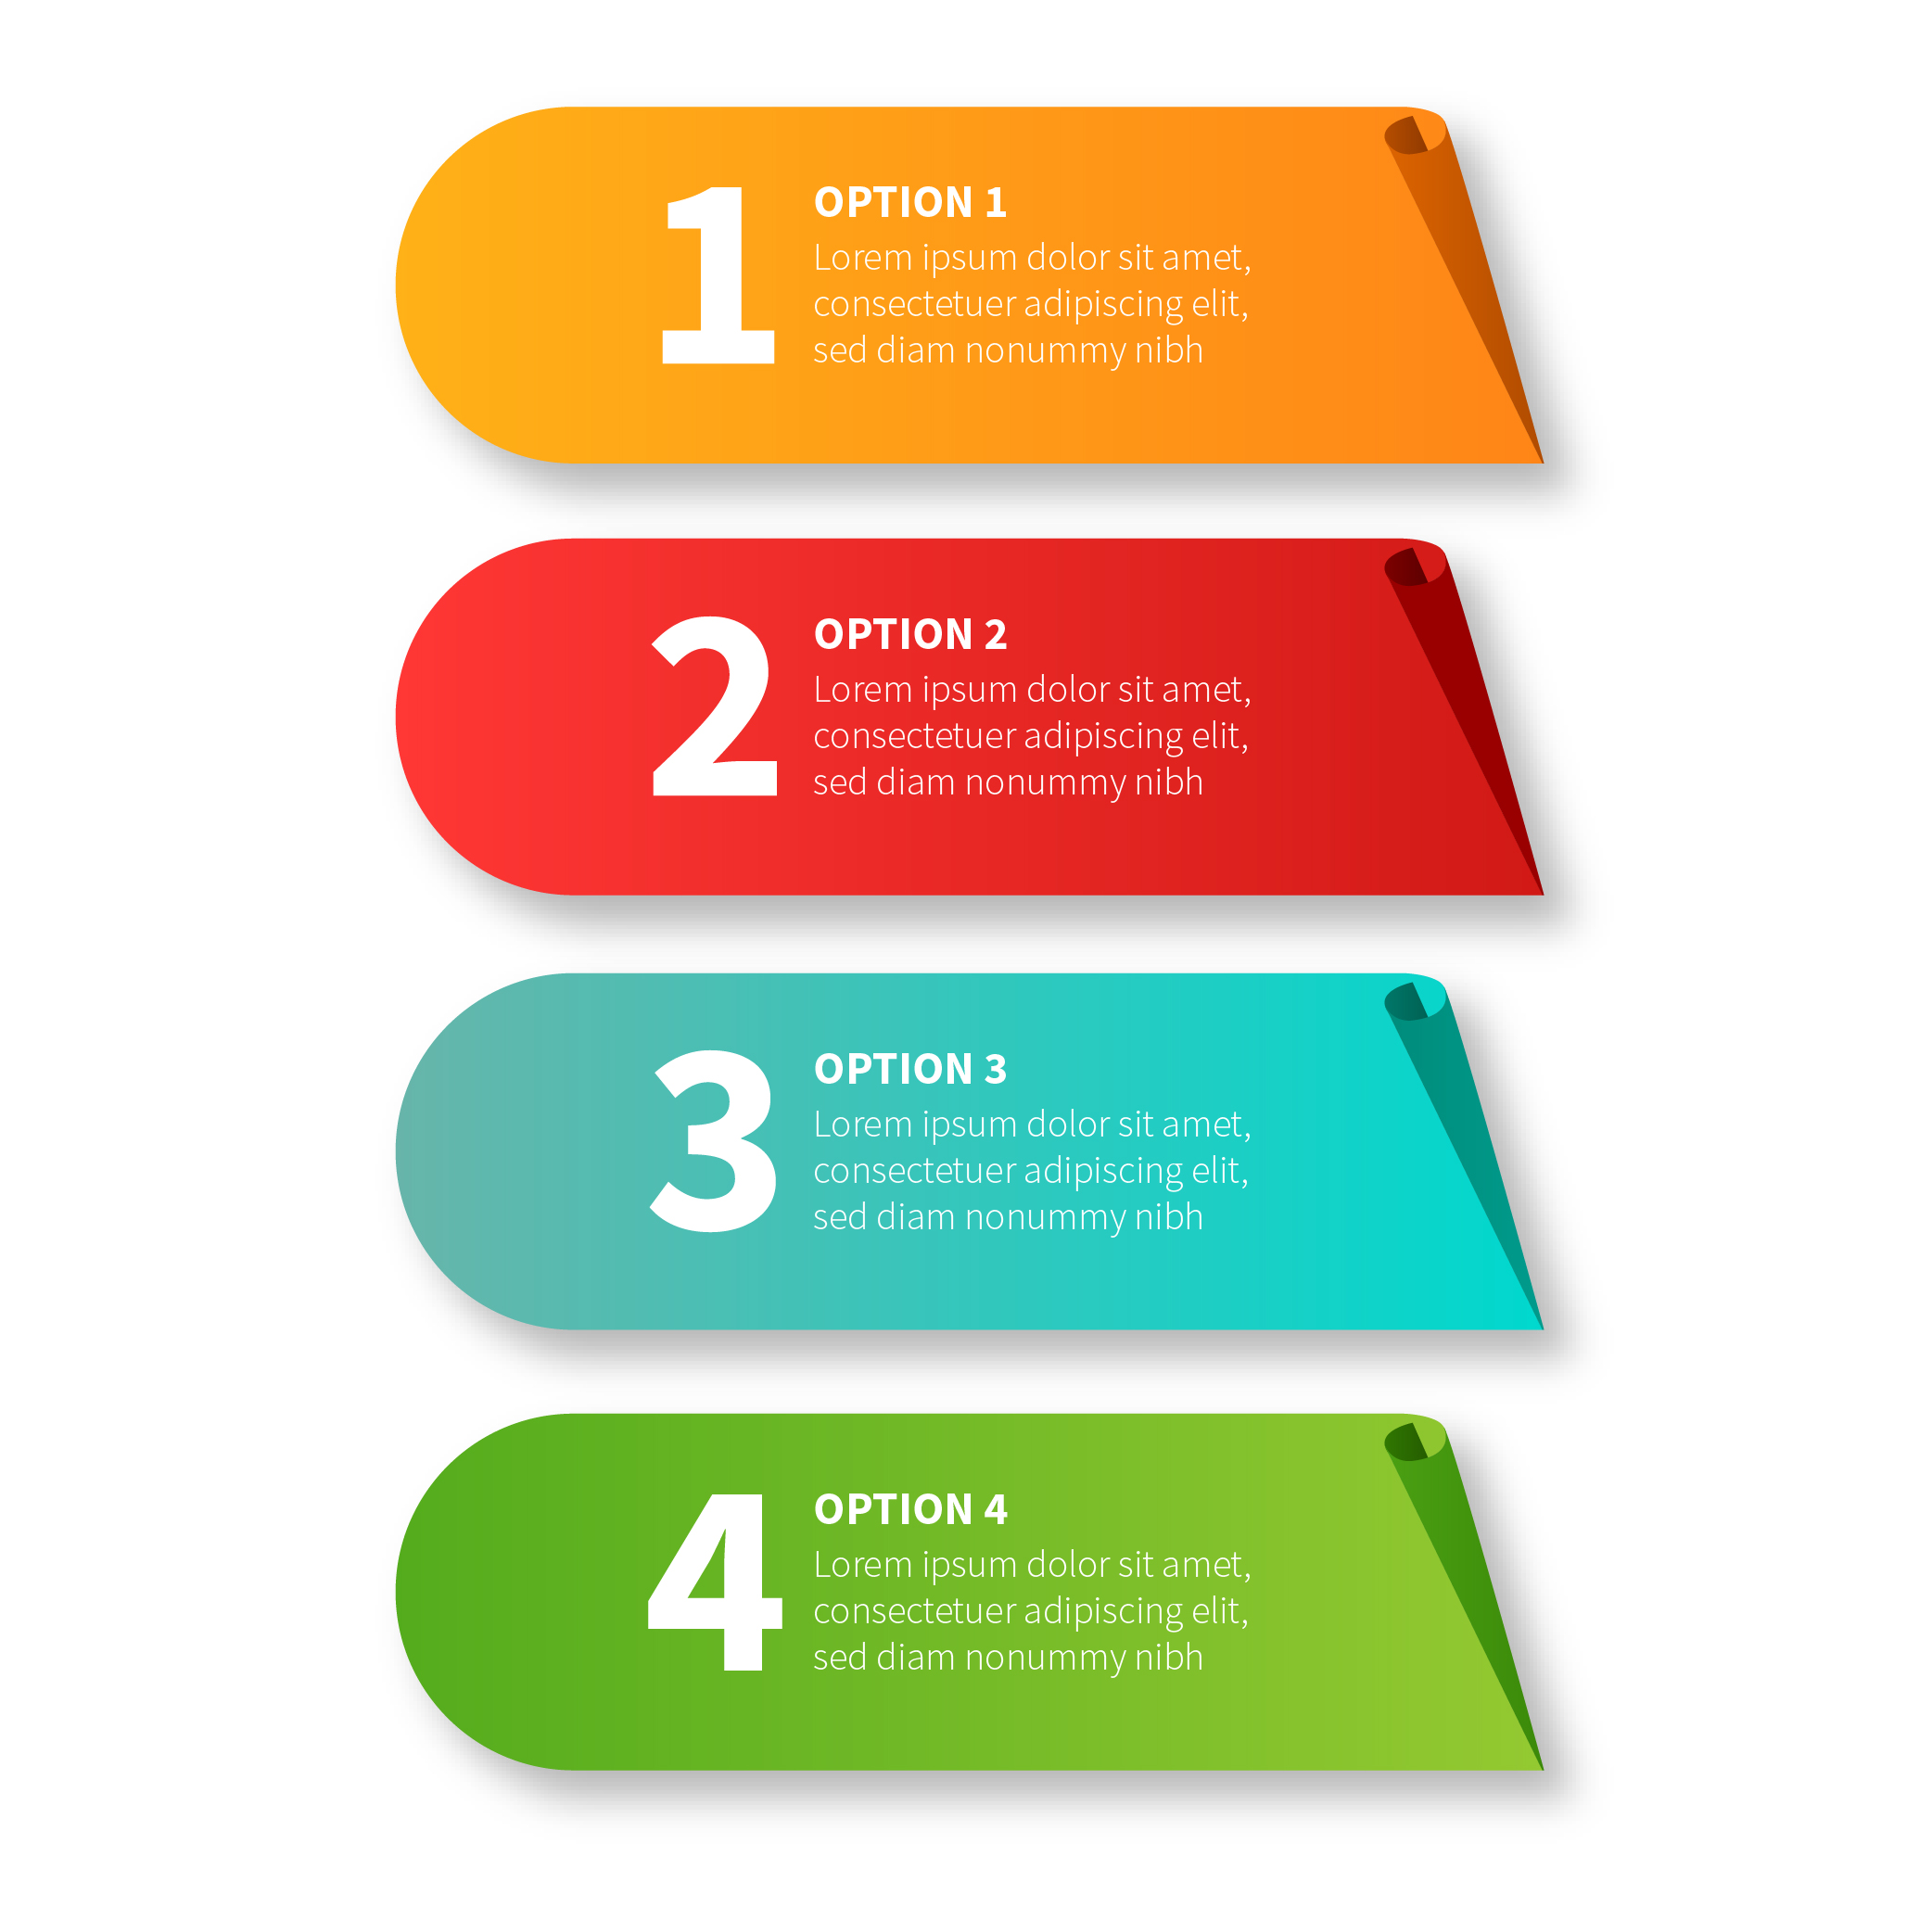 1
OPTION 1
Lorem ipsum dolor sit amet,
consectetuer adipiscing elit,
sed diam nonummy nibh
2
OPTION 2
Lorem ipsum dolor sit amet,
consectetuer adipiscing elit,
sed diam nonummy nibh
3
OPTION 3
Lorem ipsum dolor sit amet,
consectetuer adipiscing elit,
sed diam nonummy nibh
4
OPTION 4
Lorem ipsum dolor sit amet,
consectetuer adipiscing elit,
sed diam nonummy nibh